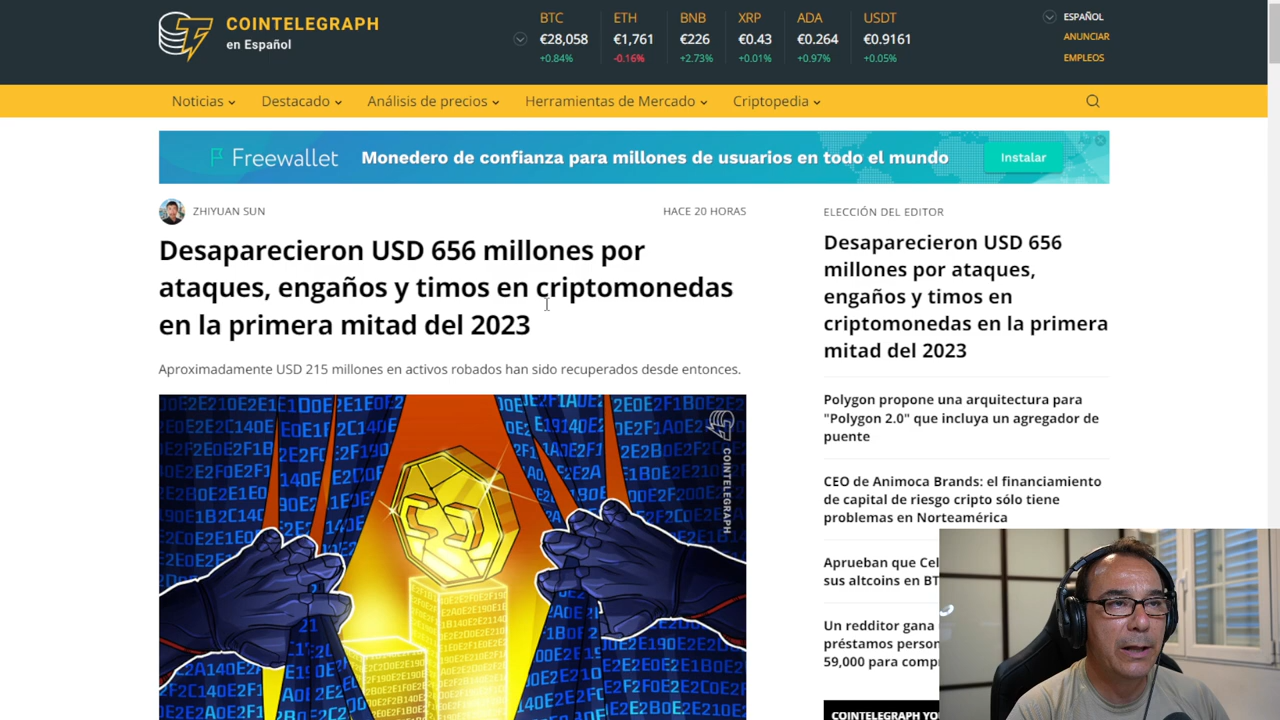 COINTELEGRAPH
en Español
BTC ETH BNB XRP ADA USDT
€28,058 €1,761 €226 €0.43 €0.264 €0.9161
+0.84% -0.16% +2.73% +0.01% +0.97% +0.05%
ESPAÑOL
ANUNCIAR
EMPLEOS
Noticias Destacado Análisis de precios Herramientas de Mercado Criptopedia
Freewallet Monedero de confianza para millones de usuarios en todo el mundo Instalar
ZHIYUAN SUN HACE 20 HORAS
Desaparecieron USD 656 millones por
ataques, engaños y timos en criptomonedas
en la primera mitad del 2023
Aproximadamente USD 215 millones en activos robados han sido recuperados desde entonces.
COINTELEGRAPH
ELECCIÓN DEL EDITOR
Desaparecieron USD 656
millones por ataques,
engaños y timos en
criptomonedas en la primera
mitad del 2023
Polygon propone una arquitectura para
"Polygon 2.0" que incluya un agregador de
puente
CEO de Animoca Brands: el financiamiento
de capital de riesgo cripto sólo tiene
problemas en Norteamérica
Aprueban que Cel
sus altcoins en BT
Un redditor gana
préstamos person
59,000 para comp
COINTELEGRAPH YO